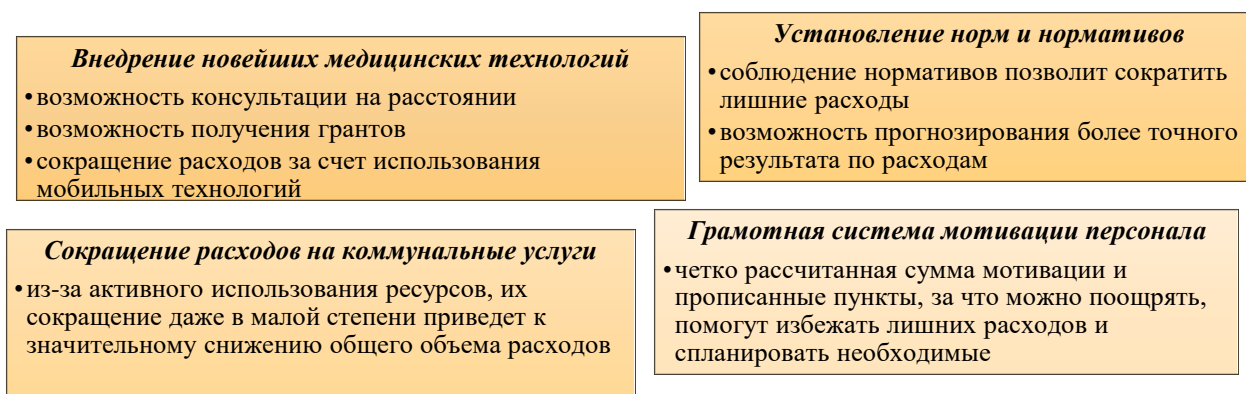 Внедрение новейших медицинских технологий
•возможность консультации на расстоянии
•возможность получения грантов
•сокращение расходов за счет использования
мобильных технологий
Установление норм и нормативов
•соблюдение нормативов позволит сократить
лишние расходы
•возможность прогнозирования более точного
результата по расходам
Сокращение расходов на коммунальные услуги
•из-за активного использования ресурсов, их
сокращение даже в малой степени приведет к
значительному снижению общего объема расходов
Грамотная система мотивации персонала
•четко рассчитанная сумма мотивации и
прописанные пункты, за что можно поощрять,
помогут избежать лишних расходов и
спланировать необходимые